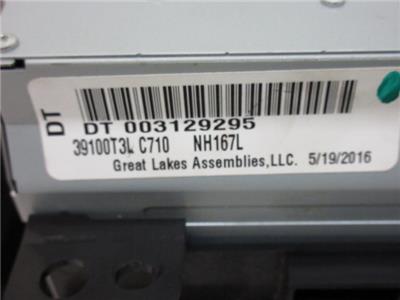 DT
DT 003129295
39100T3L C710 NH167L
Great Lakes Assemblies,LLC. 5/19/2016